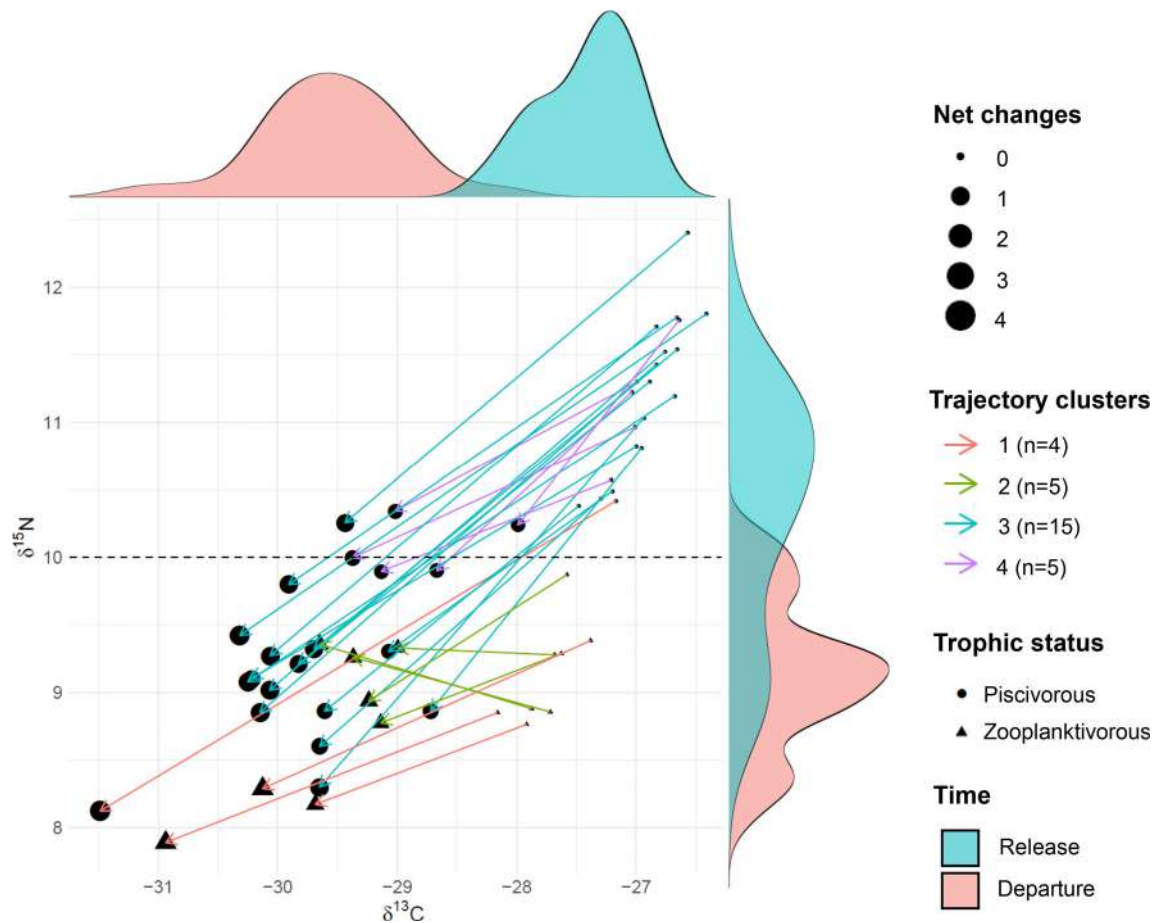 Net changes
0
1
2
3
4
Trajectory clusters
1 (n=4)
2 (n=5)
3 (n=15)
4 (n=5)
Trophic status
Piscivorous
Zooplanktivorous
Time
Release
Departure
12
11
10
9
8
δ15N
−31
−30
−29
−28
−27
δ13C